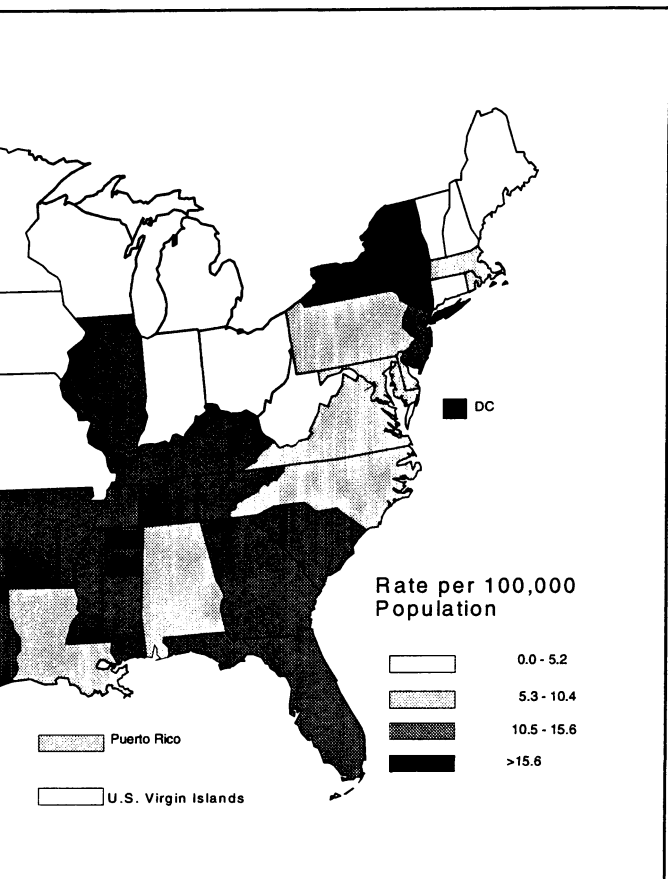 DC
Rate per 100,000
Population
0.0 - 5.2
5.3 - 10.4
10.5 - 15.6
>15.6
Puerto Rico
U.S. Virgin Islands